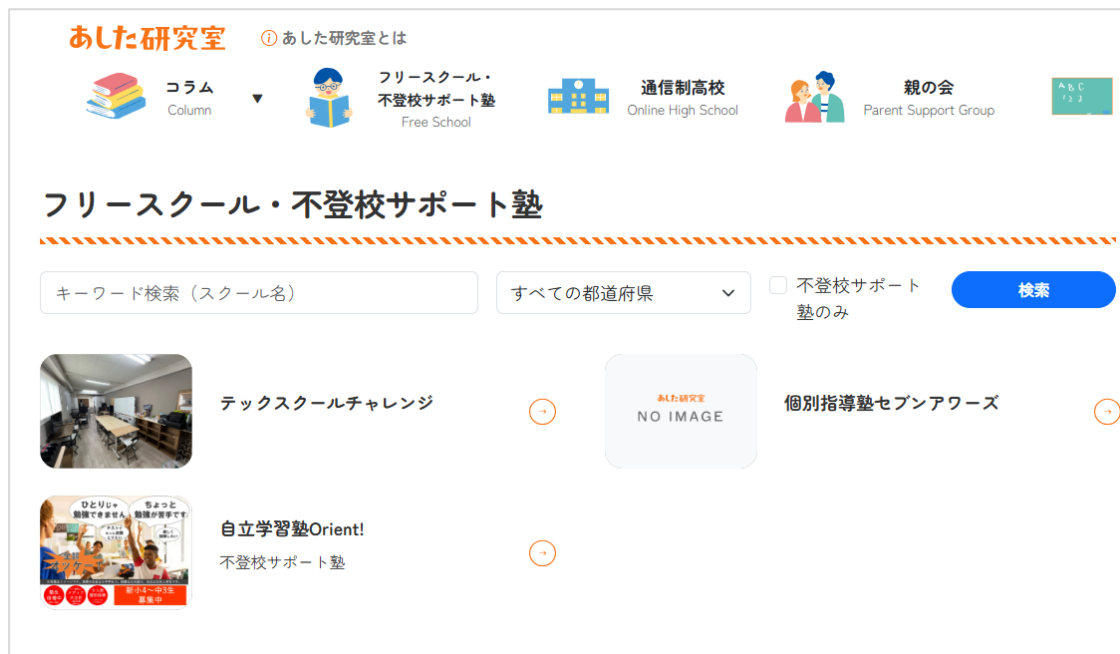 あした研究室
あした研究室とは
コラム
Column
▼
フリースクール・
不登校サポート塾
Free School
通信制高校
Online High School
親の会
Parent Support Group
A B C
1 2 3
フリースクール・不登校サポート塾
キーワード検索（スクール名）
すべての都道府県
不登校サポート
塾のみ
検索
テックスクールチャレンジ
あした研究室
NO IMAGE
個別指導塾セブンアワーズ
ひとりじゃ
勉強できません
ちょっと
勉強が苦手です
新小4～中3生
募集中
自立学習塾Orient!
不登校サポート塾